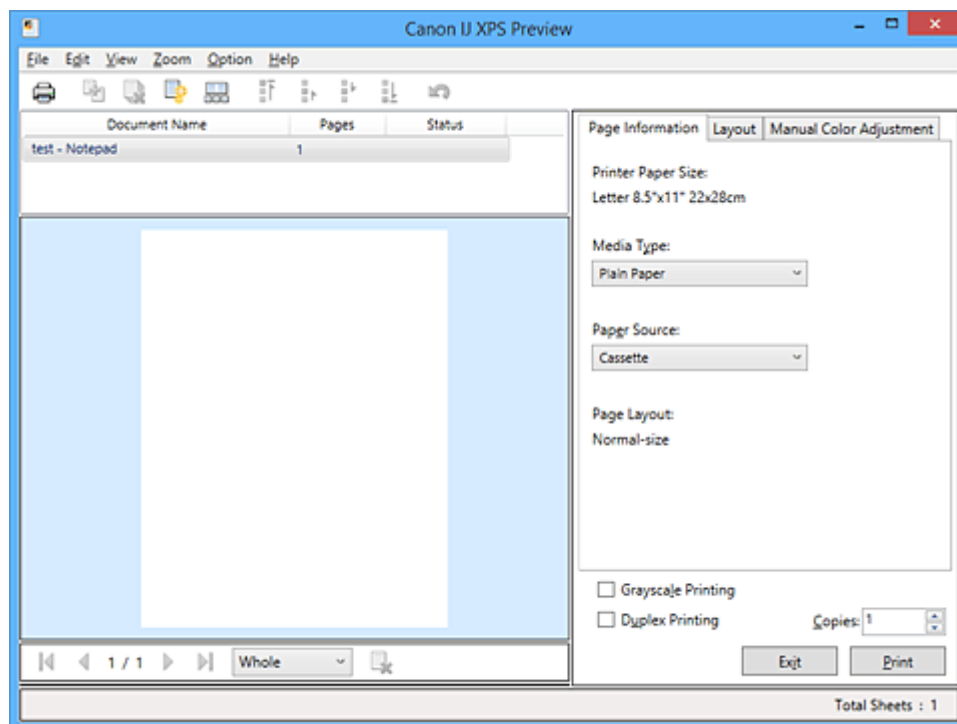 Canon IJ XPS Preview
File Edit View Zoom Option Help
Document Name Pages Status
test - Notepad 1
Page Information Layout Manual Color Adjustment
Printer Paper Size:
Letter 8.5"x11" 22x28cm
Media Type:
Plain Paper
Paper Source:
Cassette
Page Layout:
Normal-size
Grayscale Printing
Duplex Printing Copies: 1
1 / 1 Whole Exit Print
Total Sheets : 1